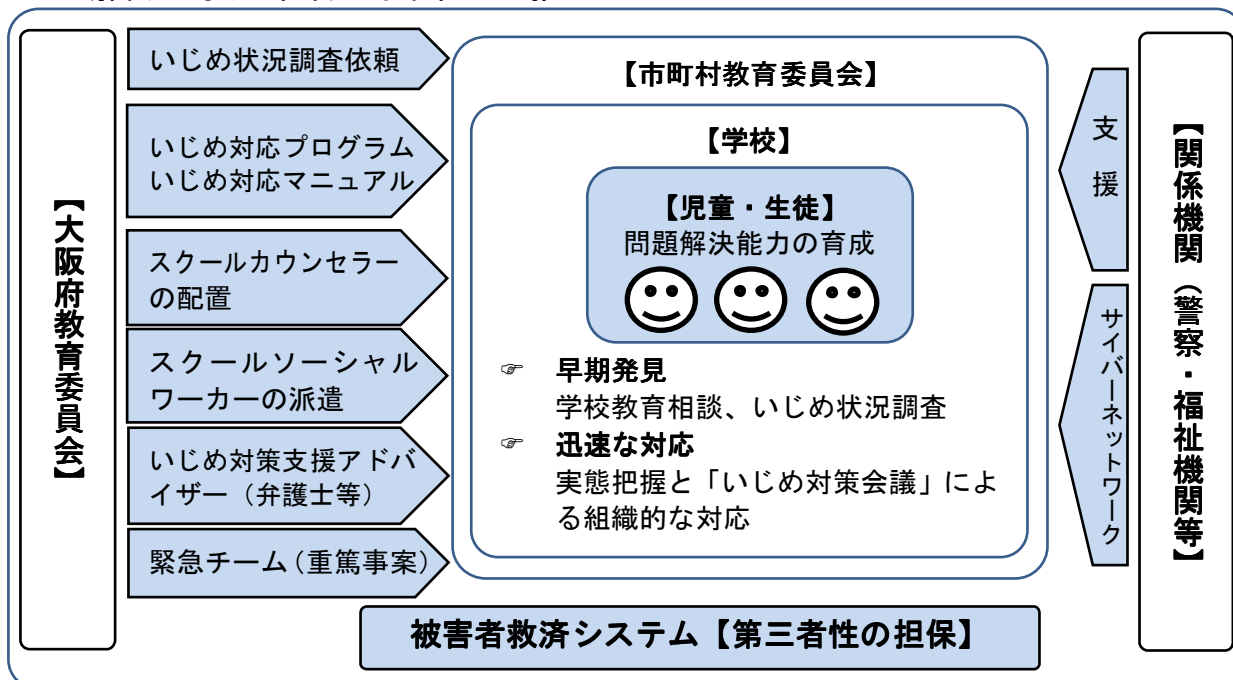 【大阪府教育委員会】
いじめ状況調査依頼
いじめ対応プログラム
いじめ対応マニュアル
スクールカウンセラー
の配置
スクールソーシャル
ワーカーの派遣
いじめ対策支援アドバ
イザー（弁護士等）
緊急チーム（重篤事案）
【市町村教育委員会】
【学校】
【児童・生徒】
問題解決能力の育成
☞ 早期発見
学校教育相談、いじめ状況調査
☞ 迅速な対応
実態把握と「いじめ対策会議」によ
る組織的な対応
支援
サイバーネットワーク
【関係機関（警察・福祉機関等）】
被害者救済システム【第三者性の担保】